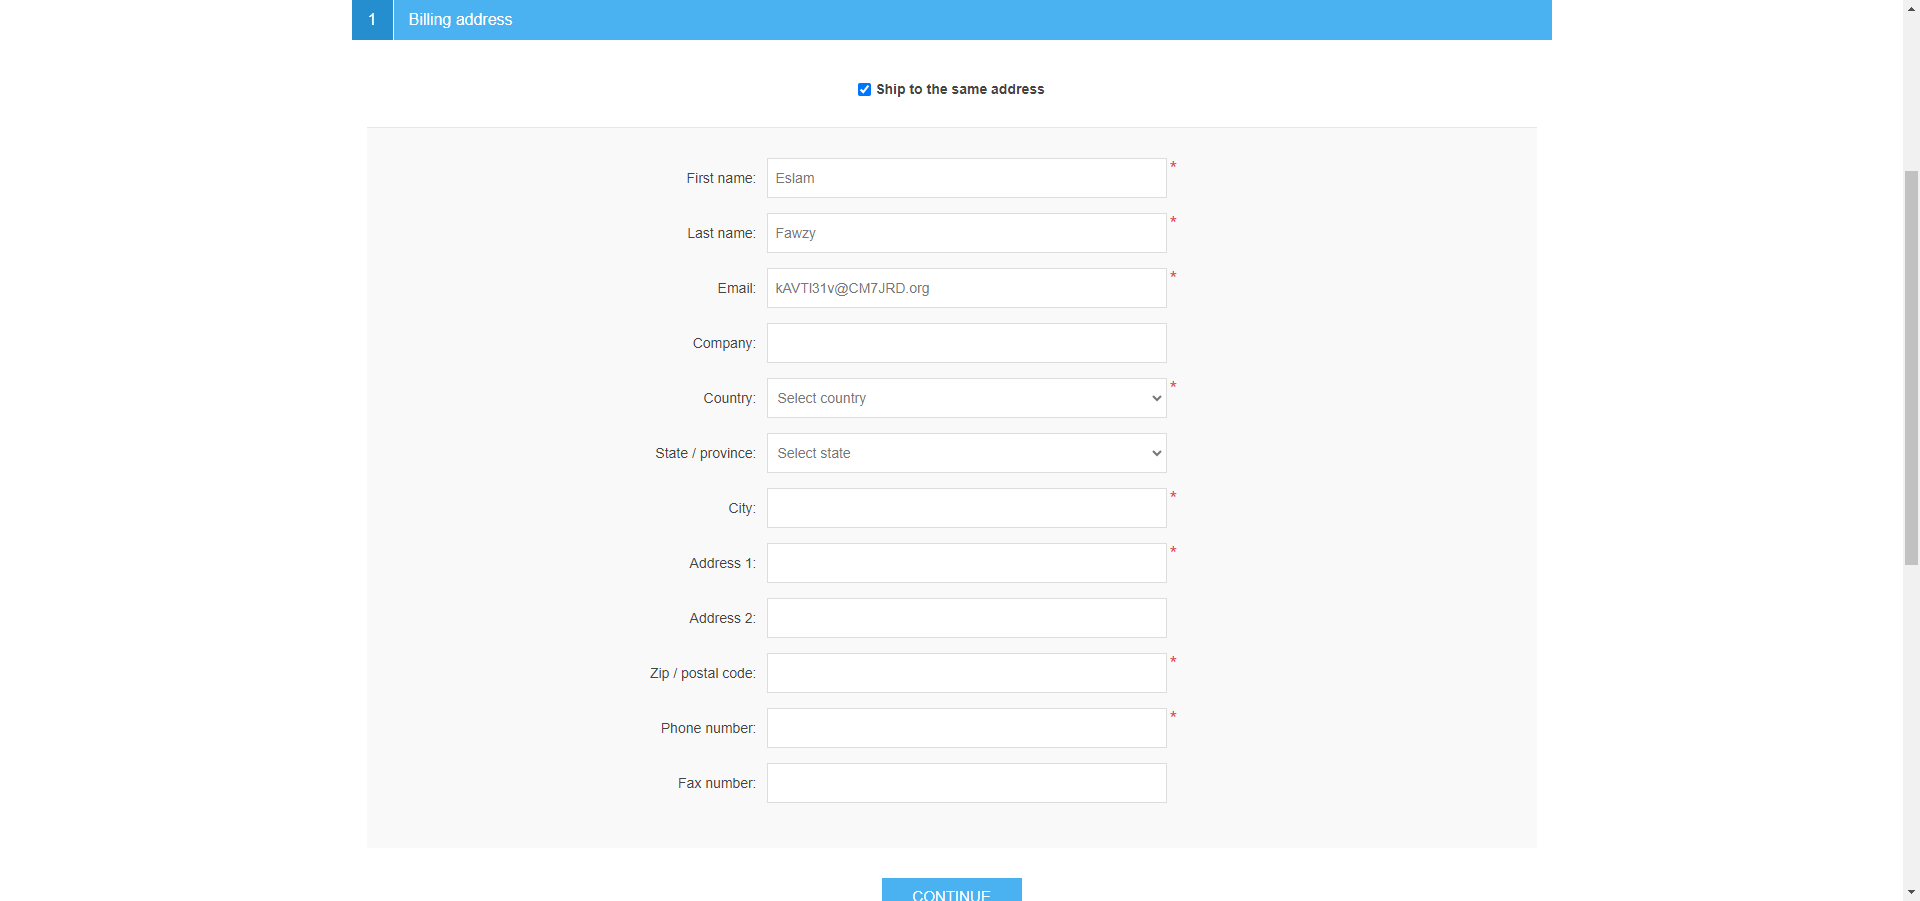 1 Billing address
Ship to the same address
First name: Eslam *
Last name: Fawzy *
Email: kAVTI31v@CM7JRD.org *
Company:
Country: Select country *
State / province: Select state
City: *
Address 1: *
Address 2:
Zip / postal code: *
Phone number: *
Fax number:
CONTINUE